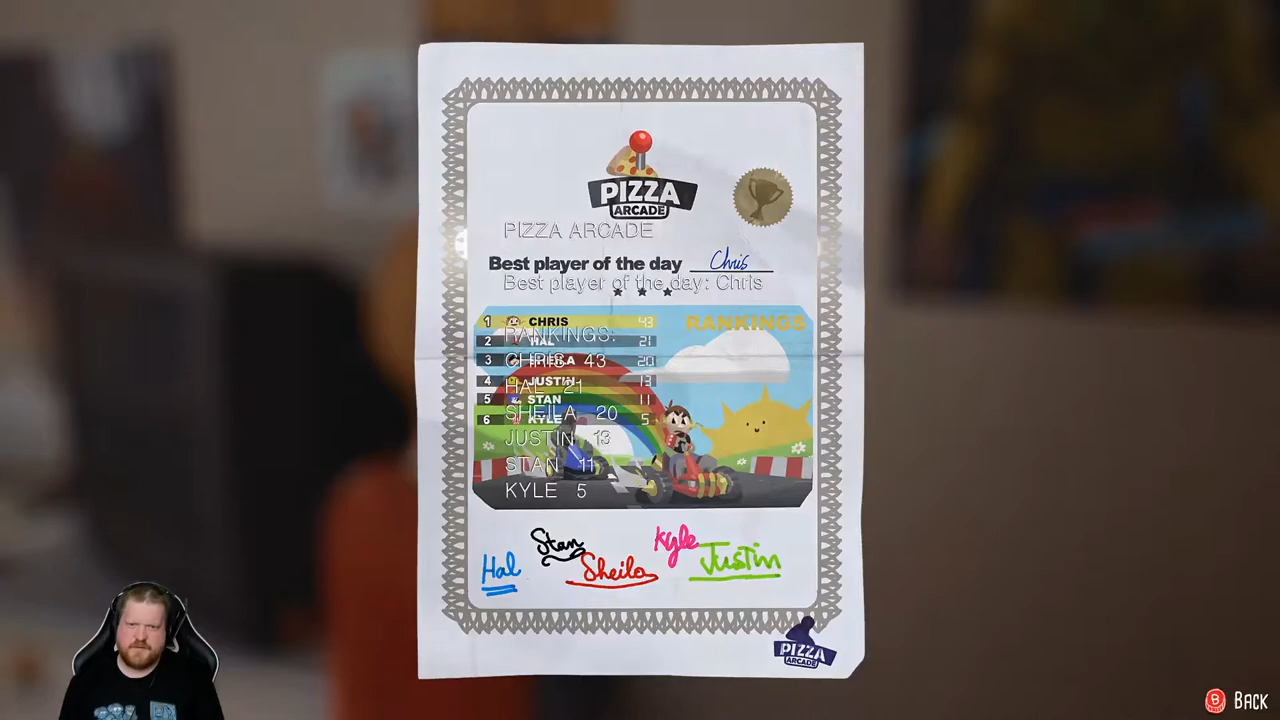 PIZZA
ARCADE
PIZZA ARCADE
Best player of the day Chris
Best player of the day: Chris
RANKINGS
1 CHRIS 43
2 HAL 21
3 SHEILA 20
4 JUSTIN 13
5 STAN 11
6 KYLE 5
RANKINGS:
CHRIS 43
HAL 21
SHEILA 20
JUSTIN 13
STAN 11
KYLE 5
Stan
Kyle
Hal
Sheila
Justin
PIZZA
ARCADE
B BACK